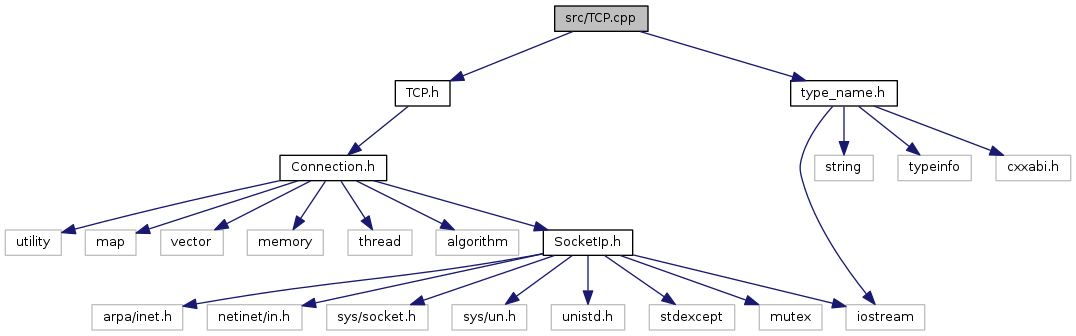 src/TCP.cpp
TCP.h
type_name.h
Connection.h
string
typeinfo
cxxabi.h
utility
map
vector
memory
thread
algorithm
SocketIp.h
arpa/inet.h
netinet/in.h
sys/socket.h
sys/un.h
unistd.h
stdexcept
mutex
iostream